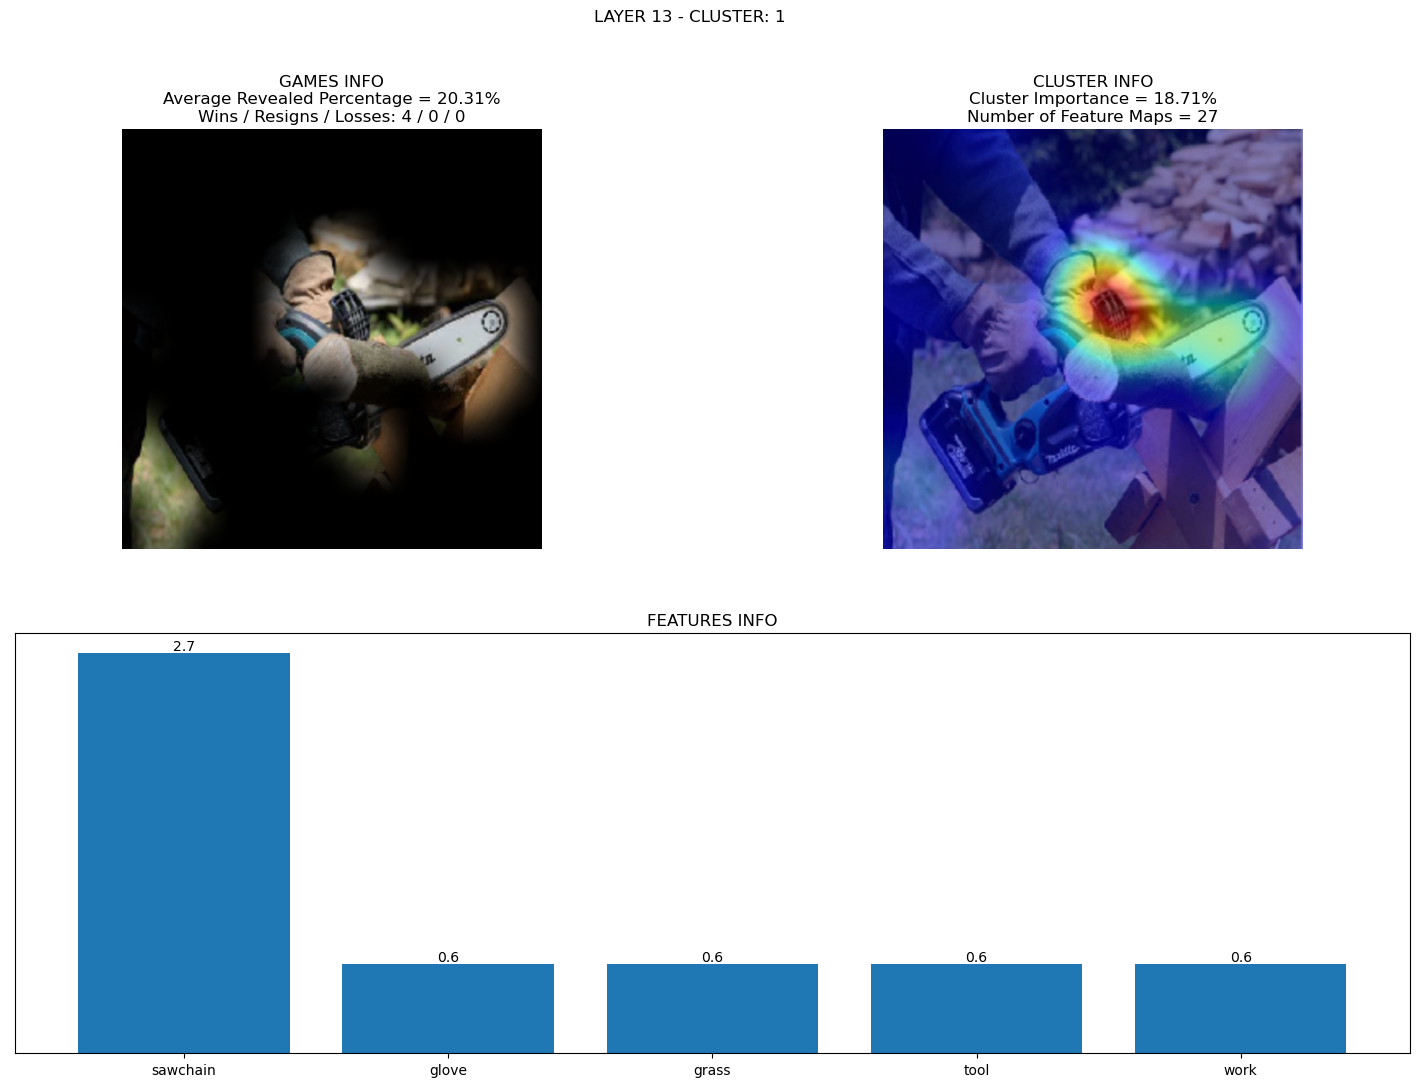 LAYER 13 - CLUSTER: 1
GAMES INFO
Average Revealed Percentage = 20.31%
Wins / Resigns / Losses: 4 / 0 / 0
CLUSTER INFO
Cluster Importance = 18.71%
Number of Feature Maps = 27
makita
FEATURES INFO
2.7
0.6
0.6
0.6
0.6
sawchain
glove
grass
tool
work